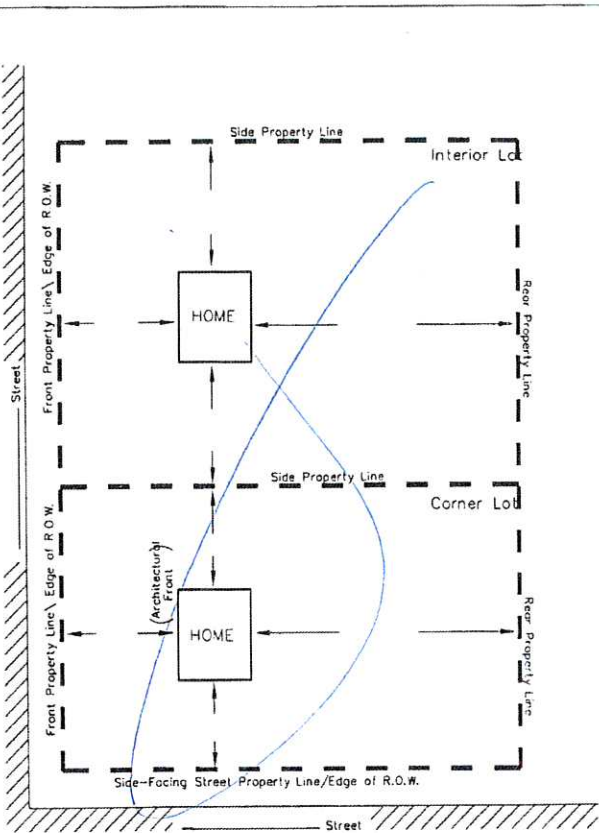 Side Property Line
Interior Lot
Front Property Line\ Edge of R.O.W.
HOME
Rear Property Line
Street
Side Property Line
Corner Lot
Front Property Line\ Edge of R.O.W.
(Architectural
Front)
HOME
Rear Property Line
Side-Facing Street Property Line/Edge of R.O.W.
Street